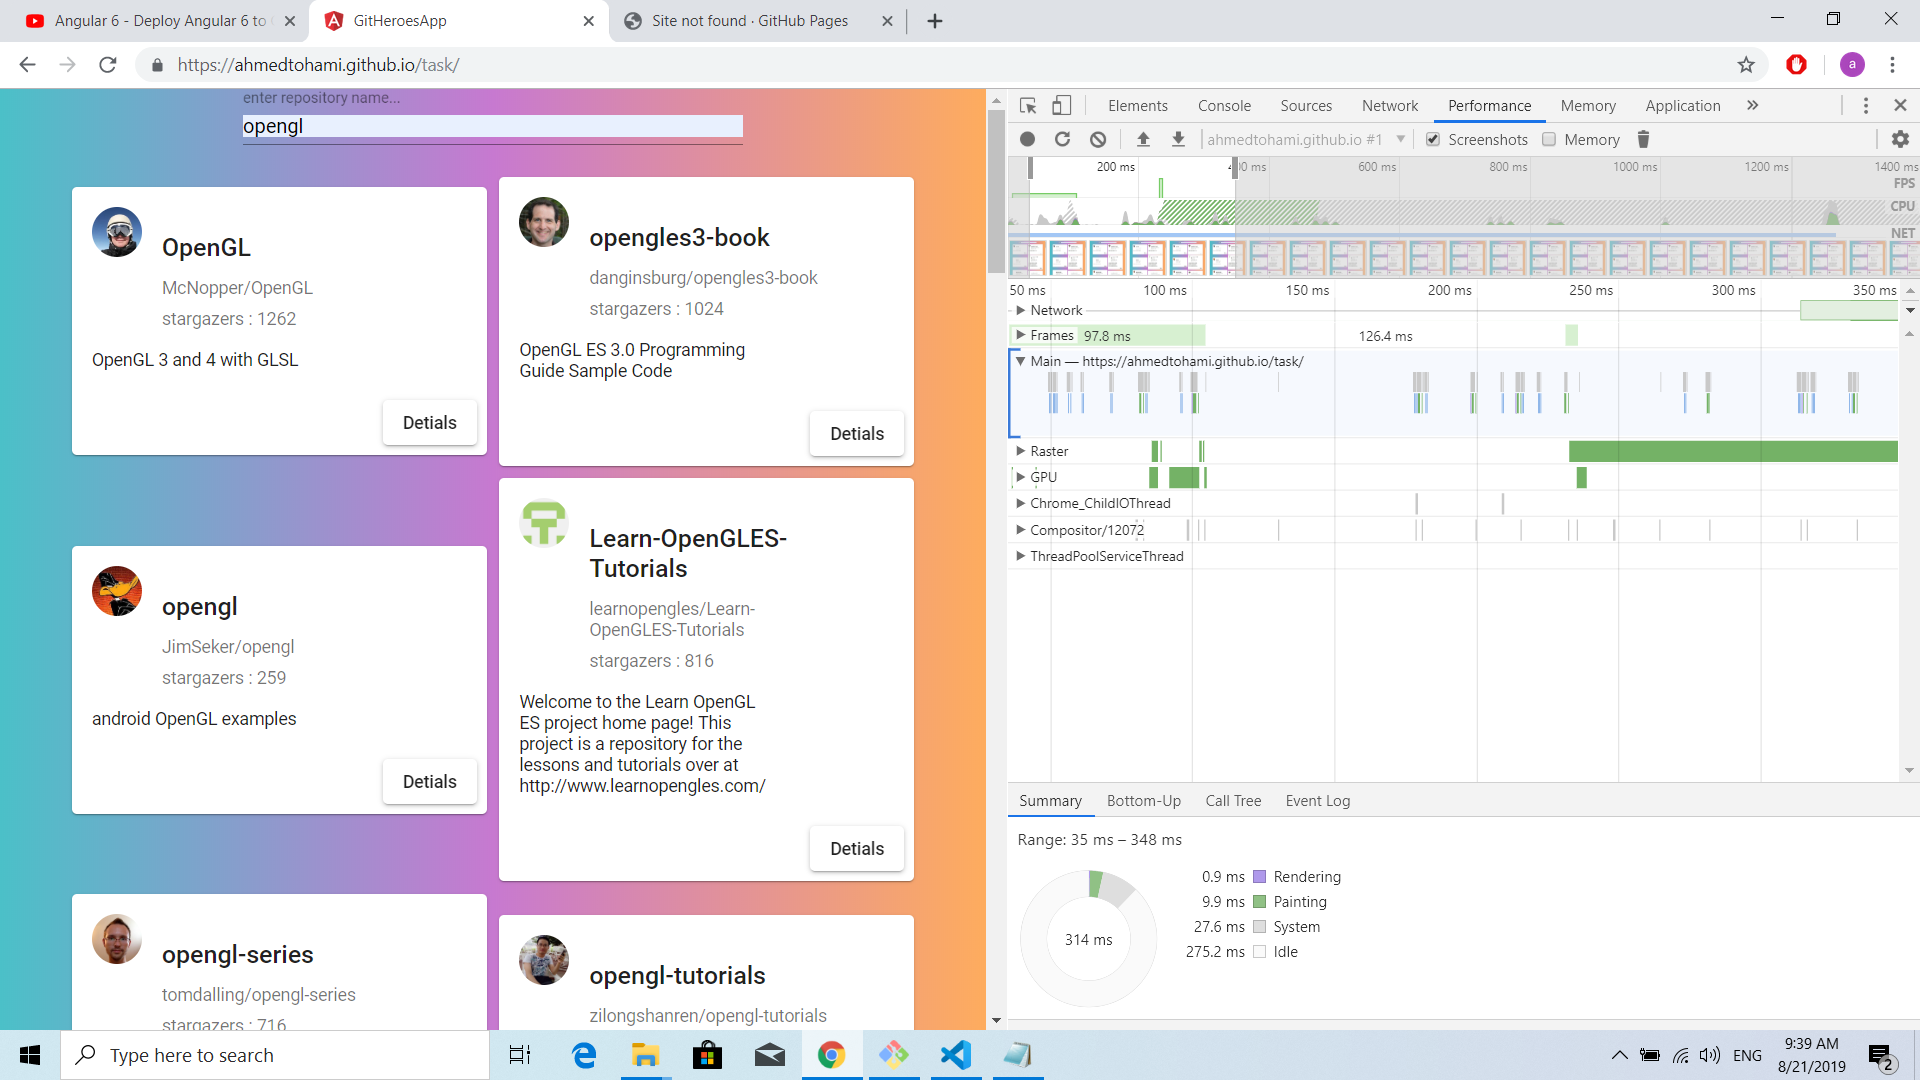 Angular 6 - Deploy Angular 6 to
GitHeroesApp
Site not found · GitHub Pages
https://ahmedtohami.github.io/task/
a
enter repository name...
opengl
OpenGL
McNopper/OpenGL
stargazers : 1262
OpenGL 3 and 4 with GLSL
Detials
opengles3-book
danginsburg/opengles3-book
stargazers : 1024
OpenGL ES 3.0 Programming
Guide Sample Code
Detials
opengl
JimSeker/opengl
stargazers : 259
android OpenGL examples
Detials
Learn-OpenGLES-
Tutorials
learnopengles/Learn-
OpenGLES-Tutorials
stargazers : 816
Welcome to the Learn OpenGL
ES project home page! This
project is a repository for the
lessons and tutorials over at
http://www.learnopengles.com/
Detials
opengl-series
tomdalling/opengl-series
stargazers : 716
opengl-tutorials
zilongshanren/opengl-tutorials
Elements Console Sources Network Performance Memory Application
ahmedtohami.github.io #1 Screenshots Memory
200 ms 600 ms 800 ms 1000 ms 1200 ms 1400 ms
FPS
CPU
NET
50 ms 100 ms 150 ms 200 ms 250 ms 300 ms 350 ms
Network
Frames 97.8 ms 126.4 ms
Main — https://ahmedtohami.github.io/task/
Raster
GPU
Chrome_ChildIOThread
Compositor/12072
ThreadPoolServiceThread
Summary Bottom-Up Call Tree Event Log
Range: 35 ms – 348 ms
314 ms
0.9 ms Rendering
9.9 ms Painting
27.6 ms System
275.2 ms Idle
Type here to search
ENG
9:39 AM
8/21/2019
2